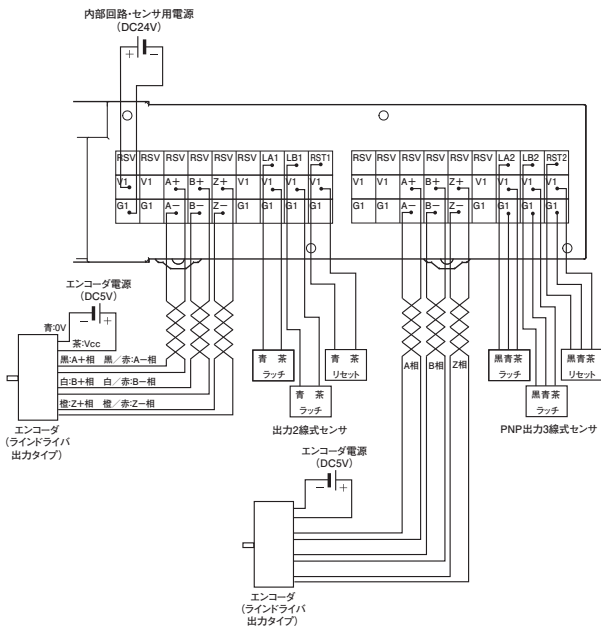 内部回路・センサ用電源
(DC24V)
+ −
RSV RSV RSV RSV RSV RSV LA1 LB1 RST1
V1 V1 A+ B+ Z+ V1 V1 V1 V1
G1 G1 A− B− Z− G1 G1 G1 G1
RSV RSV RSV RSV RSV RSV LA2 LB2 RST2
V1 V1 A+ B+ Z+ V1 V1 V1 V1
G1 G1 A− B− Z− G1 G1 G1 G1
エンコーダ電源
(DC5V)
− +
青:0V
茶:Vcc
黒:A+相 黒/赤:A−相
白:B+相 白/赤:B−相
橙:Z+相 橙/赤:Z−相
エンコーダ
(ラインドライバ
出力タイプ)
青 茶
ラッチ
青 茶
ラッチ
青 茶
リセット
出力2線式センサ
A相
B相
Z相
黒青茶
ラッチ
黒青茶
ラッチ
黒青茶
リセット
PNP出力3線式センサ
エンコーダ電源
(DC5V)
− +
エンコーダ
(ラインドライバ
出力タイプ)